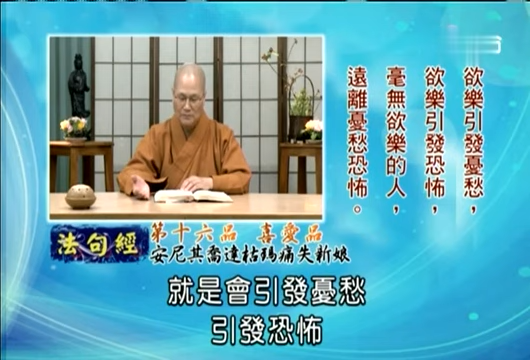 欲樂引發憂愁，
欲樂引發恐怖，
毫無欲樂的人，
遠離憂愁恐怖。
法句經
第十六品 喜愛品
安尼其喬達枯瑪痛失新娘
就是會引發憂愁
引發恐怖